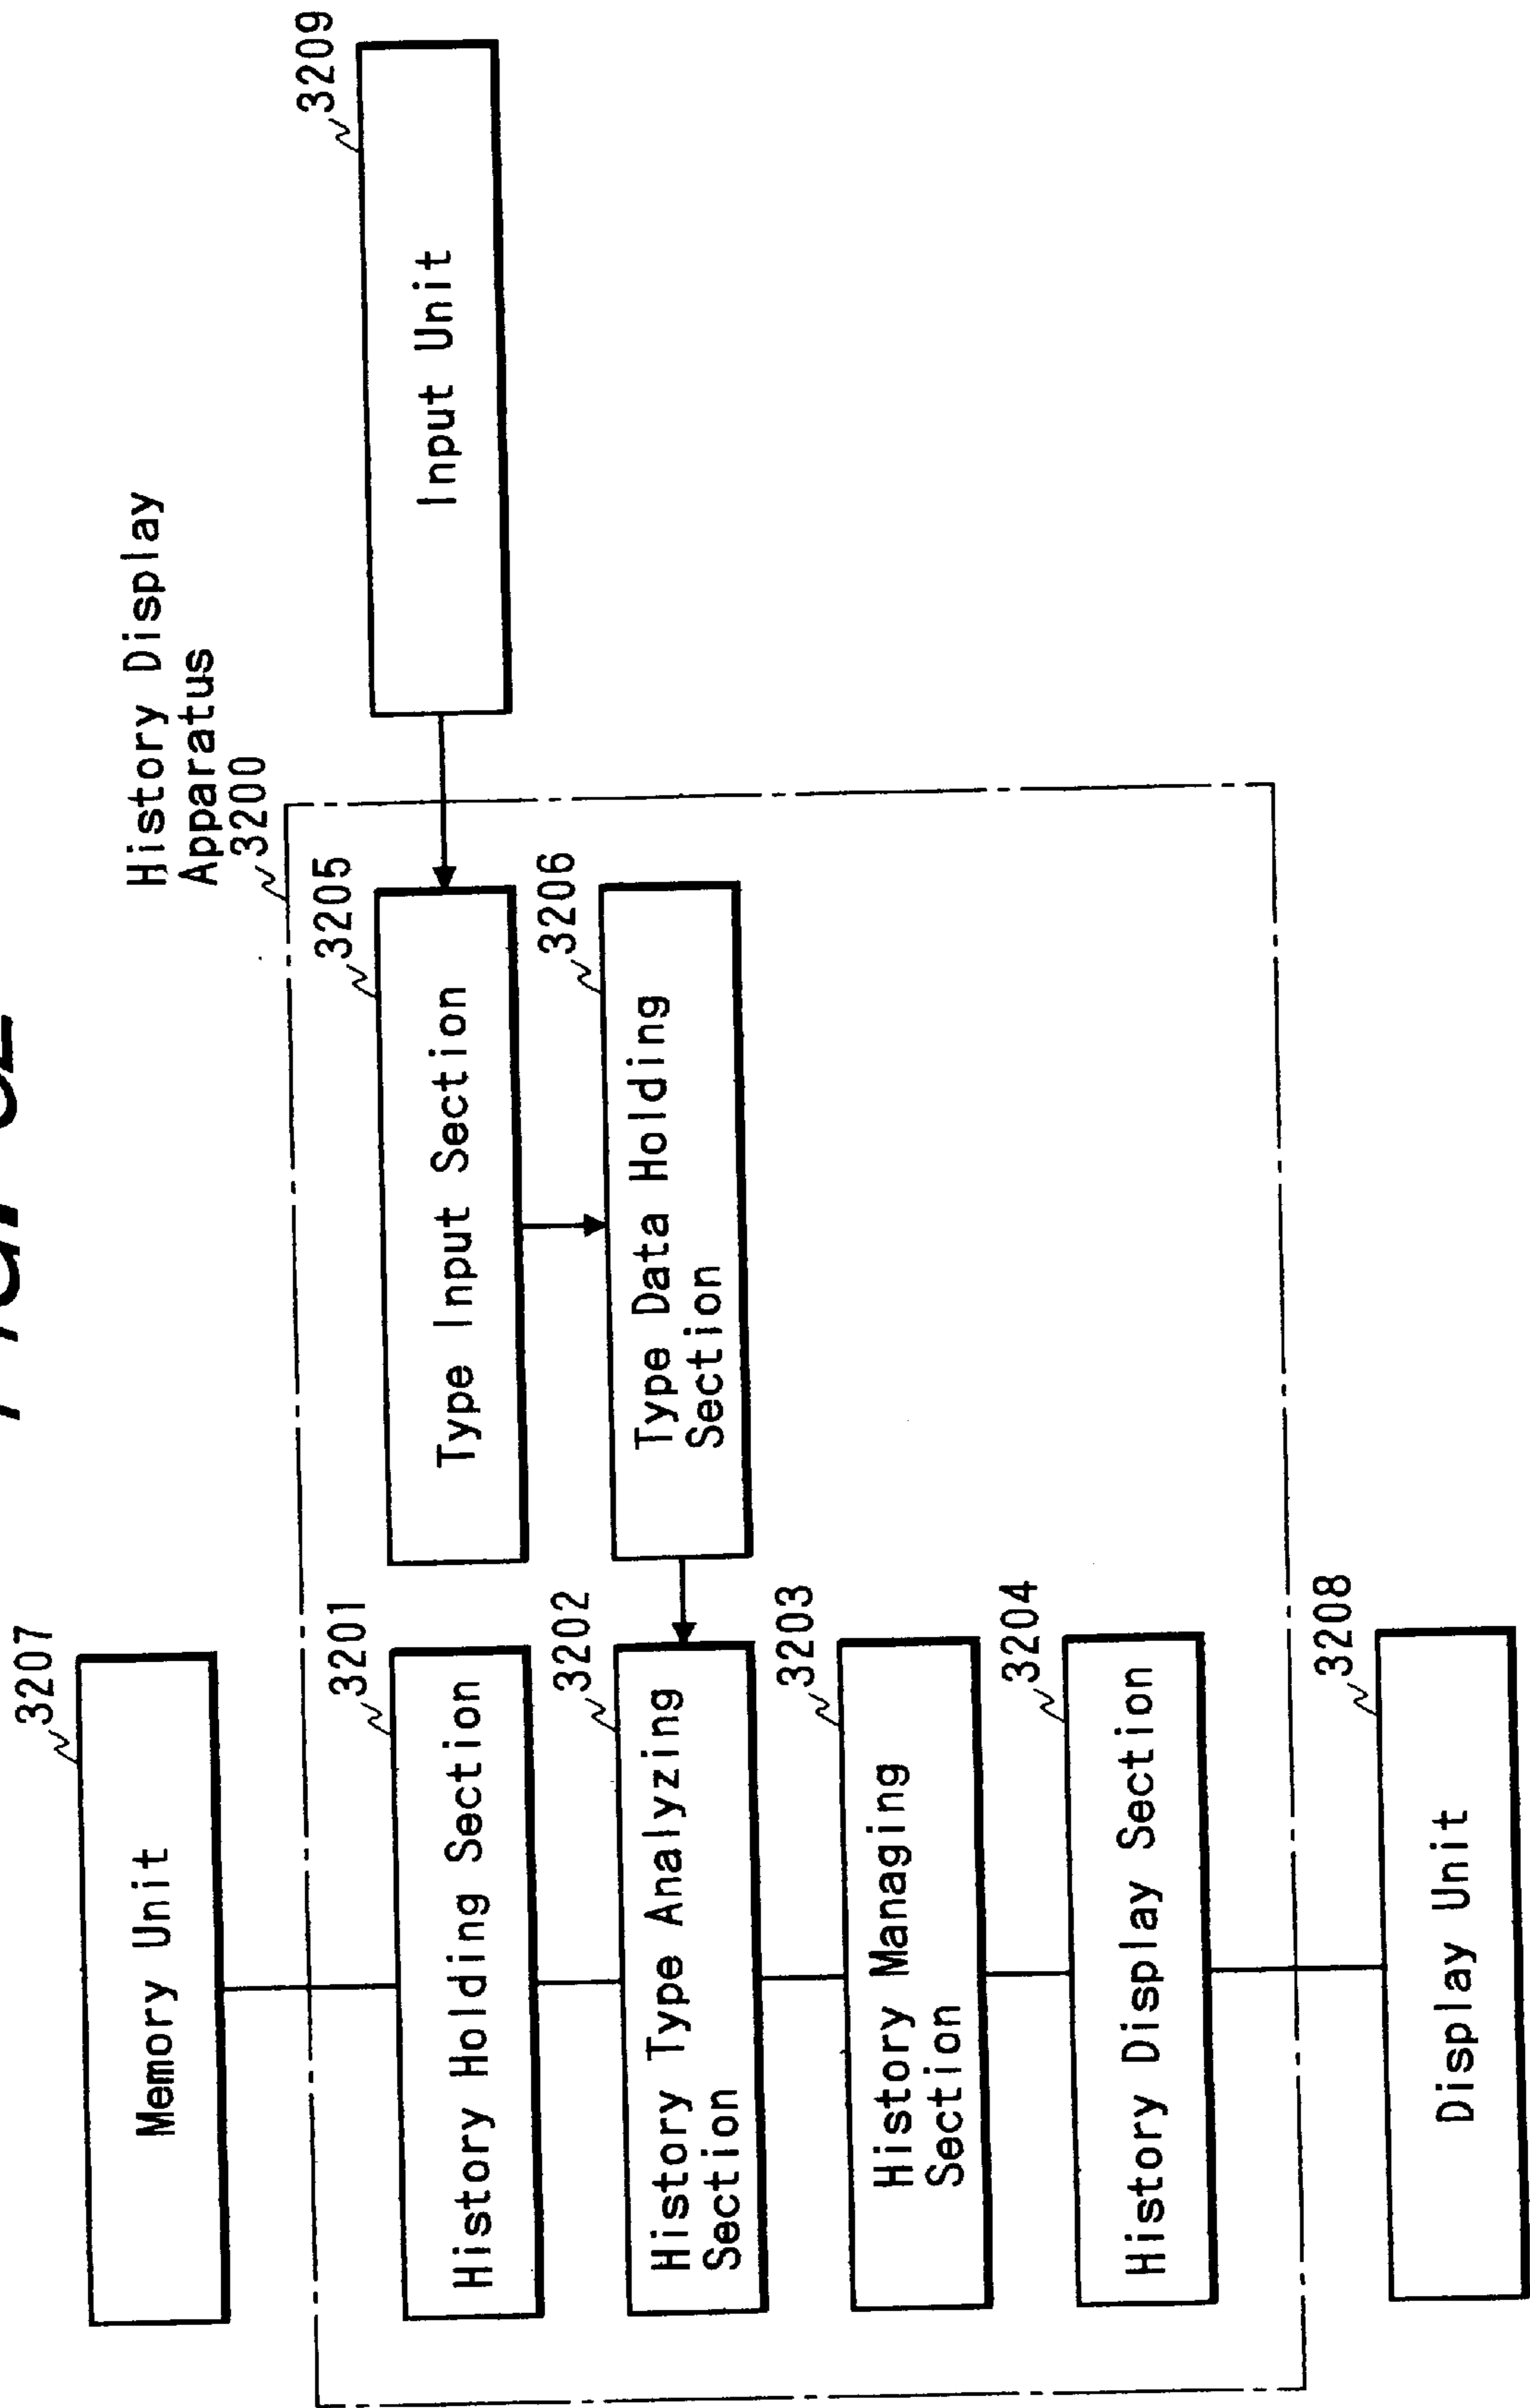 History Display
Apparatus
3200
3207
Memory Unit
3201
History Holding Section
3202
History Type Analyzing
Section
3203
History Managing
Section
3204
History Display Section
3208
Display Unit
3205
Type Input Section
3206
Type Data Holding
Section
3209
Input Unit